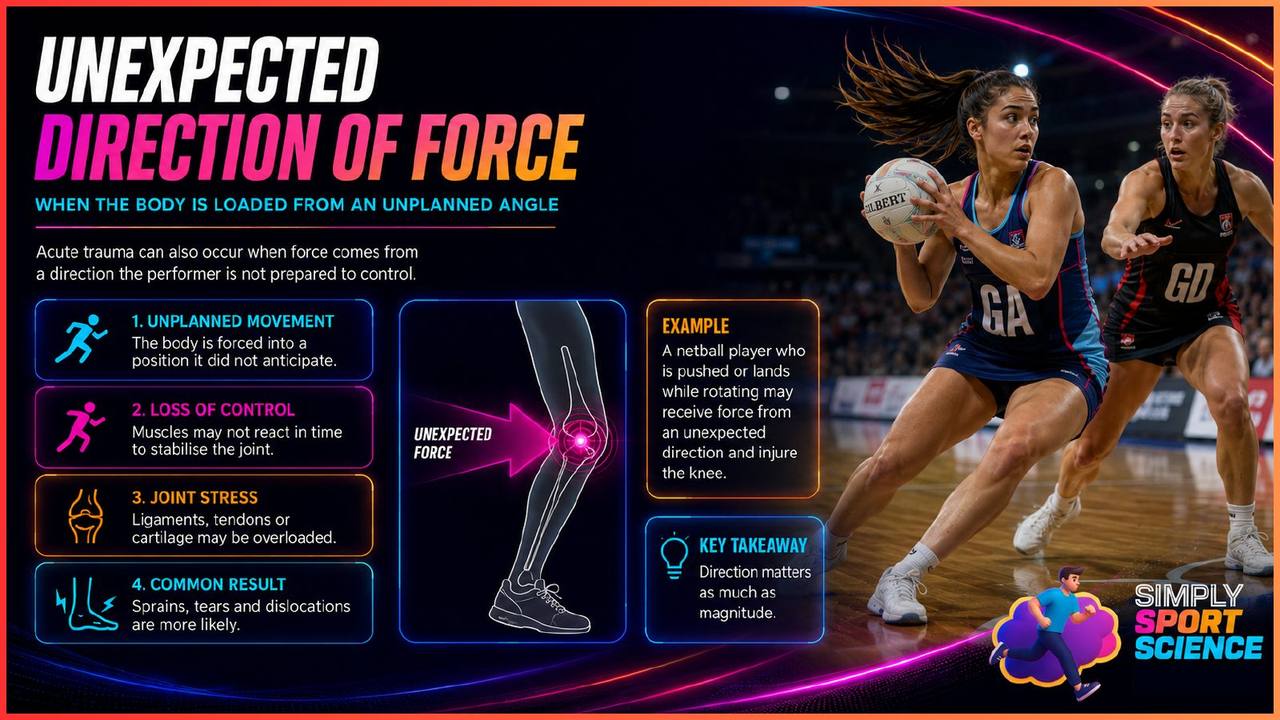 UNEXPECTED
DIRECTION OF FORCE
WHEN THE BODY IS LOADED FROM AN UNPLANNED ANGLE
Acute trauma can also occur when force comes from
a direction the performer is not prepared to control.
1. UNPLANNED MOVEMENT
The body is forced into a
position it did not anticipate.
2. LOSS OF CONTROL
Muscles may not react in time
to stabilise the joint.
3. JOINT STRESS
Ligaments, tendons or
cartilage may be overloaded.
4. COMMON RESULT
Sprains, tears and dislocations
are more likely.
UNEXPECTED
FORCE
EXAMPLE
A netball player who
is pushed or lands
while rotating may
receive force from
an unexpected
direction and injure
the knee.
KEY TAKEAWAY
Direction matters
as much as
magnitude.
GILBERT
GA
GD
SIMPLY
SPORT
SCIENCE